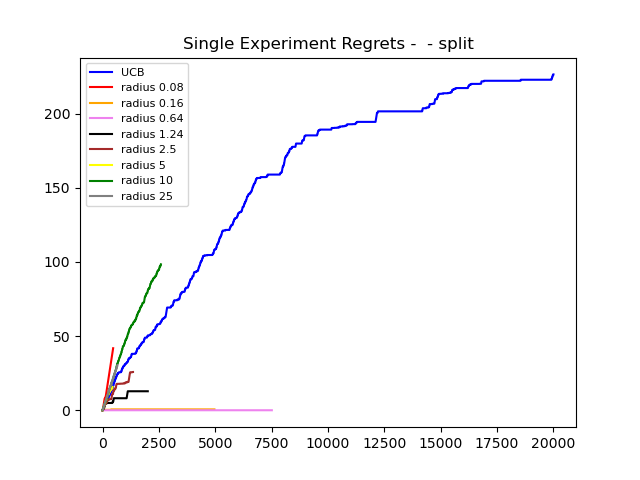 Single Experiment Regrets -  - split
UCB
radius 0.08
radius 0.16
radius 0.64
radius 1.24
radius 2.5
radius 5
radius 10
radius 25
200
150
100
50
0
0 2500 5000 7500 10000 12500 15000 17500 20000